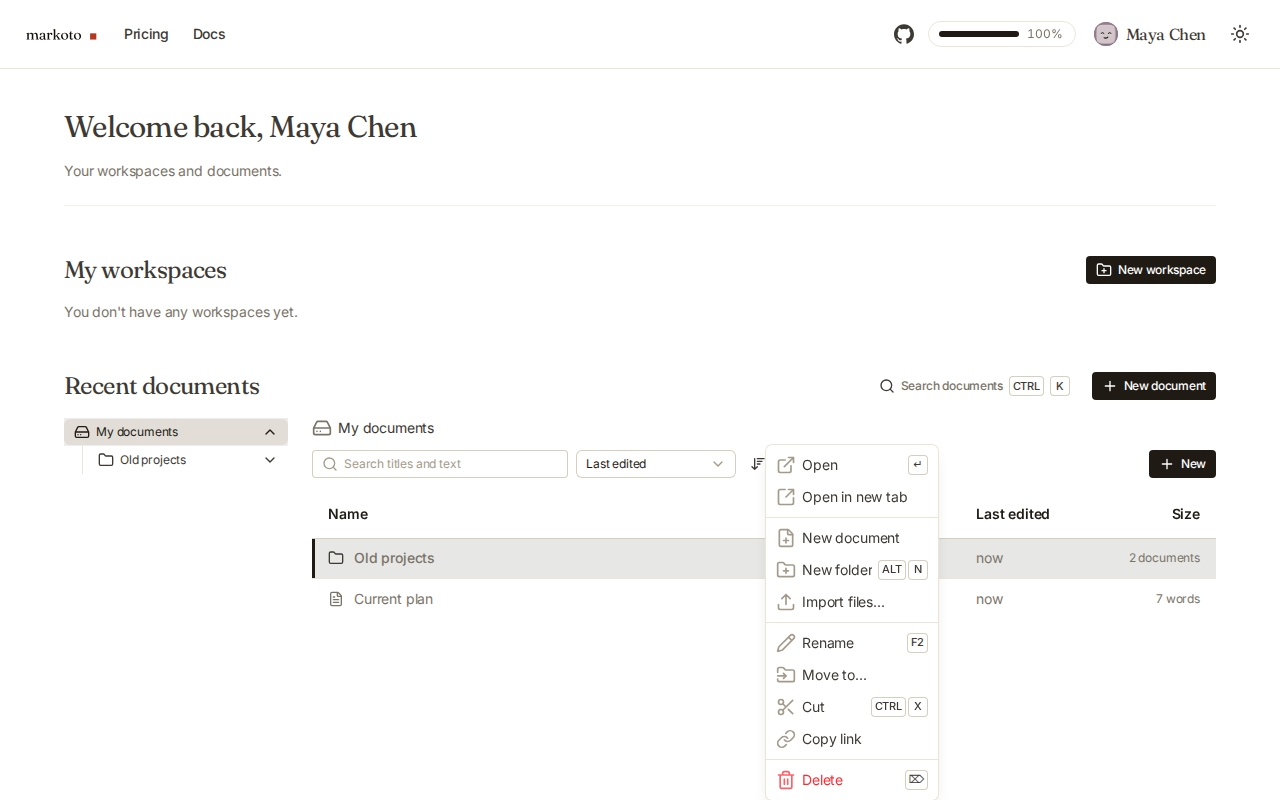 markoto Pricing Docs 100% Maya Chen
Welcome back, Maya Chen
Your workspaces and documents.
My workspaces New workspace
You don't have any workspaces yet.
Recent documents Search documents CTRL K New document
My documents
Old projects
My documents
Search titles and text Last edited New
Name Last edited Size
Old projects now 2 documents
Current plan now 7 words
Open ↵
Open in new tab
New document
New folder ALT N
Import files...
Rename F2
Move to...
Cut CTRL X
Copy link
Delete ⌦